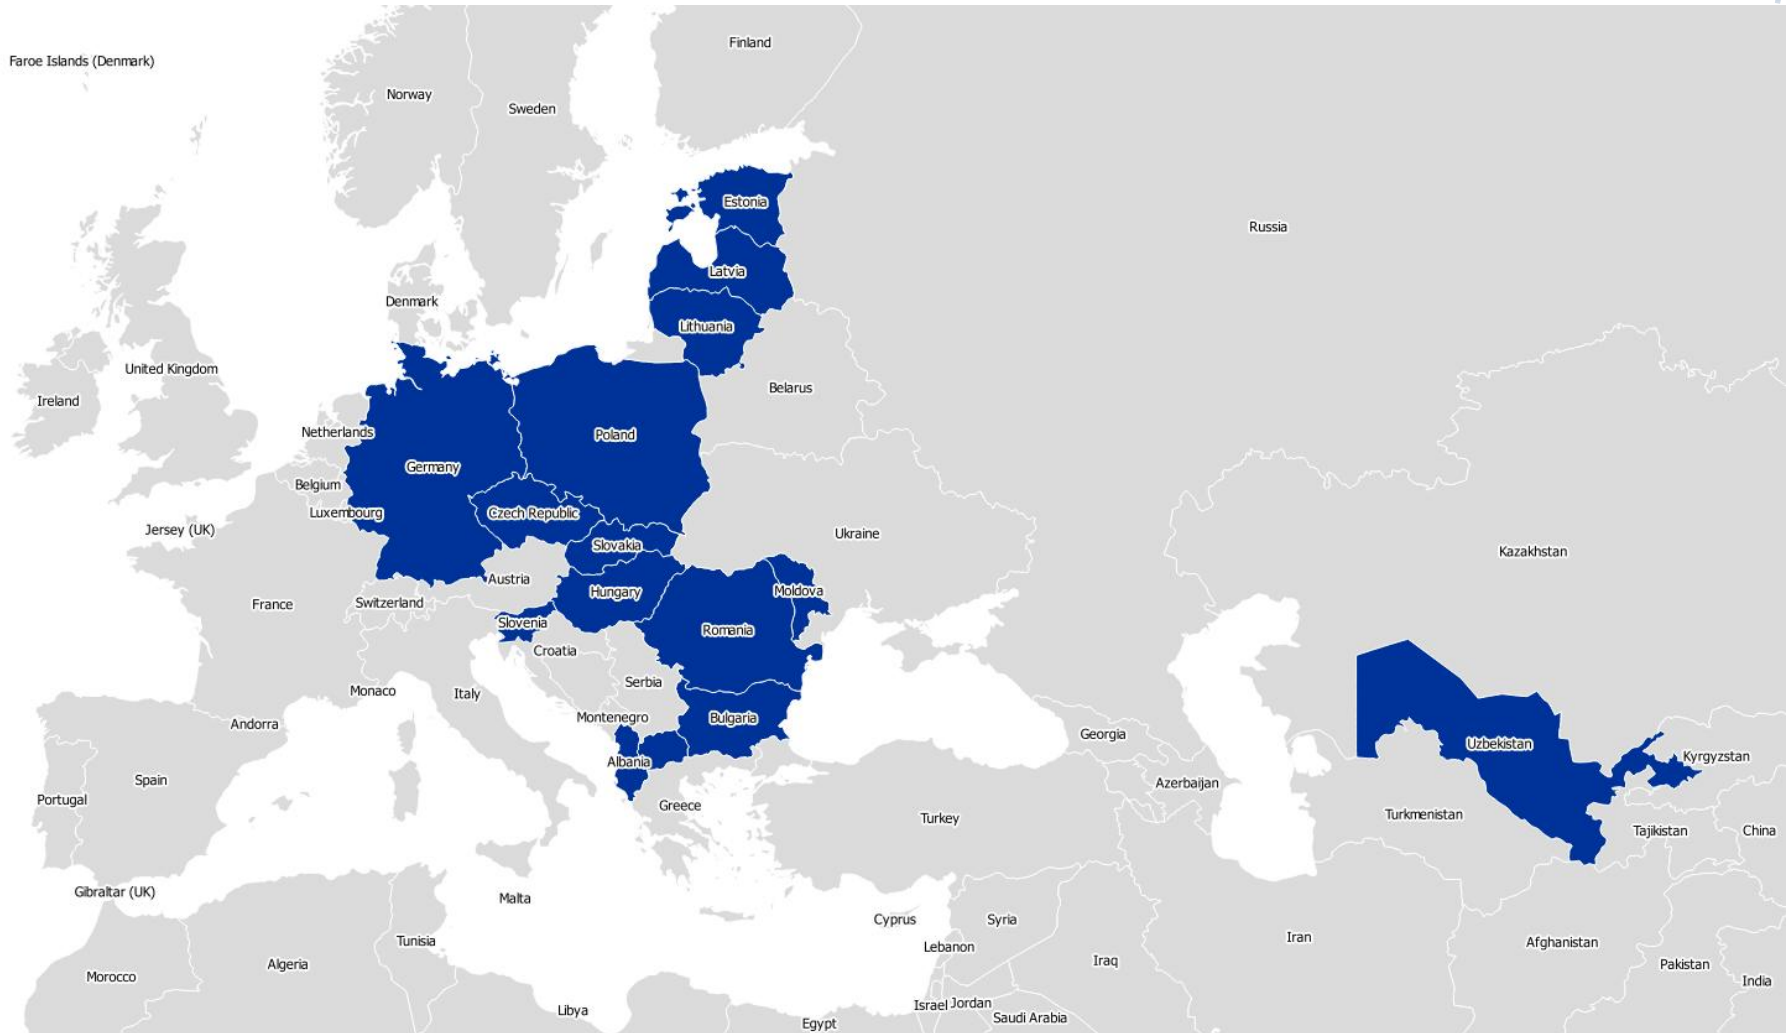 Faroe Islands (Denmark)
Finland
Norway
Sweden
Estonia
Russia
Latvia
Denmark
Lithuania
United Kingdom
Belarus
Ireland
Netherlands
Poland
Germany
Belgium
Luxembourg
Czech Republic
Jersey (UK)
Ukraine
Slovakia
Kazakhstan
Austria
Hungary
Moldova
France
Switzerland
Slovenia
Romania
Croatia
Serbia
Monaco
Italy
Montenegro
Bulgaria
Andorra
Georgia
Uzbekistan
Kyrgyzstan
Albania
Spain
Azerbaijan
Portugal
Greece
Turkey
Turkmenistan
Tajikistan
China
Gibraltar (UK)
Malta
Cyprus
Syria
Tunisia
Lebanon
Iran
Afghanistan
Algeria
Iraq
Pakistan
Morocco
India
Libya
Israel
Jordan
Saudi Arabia
Egypt